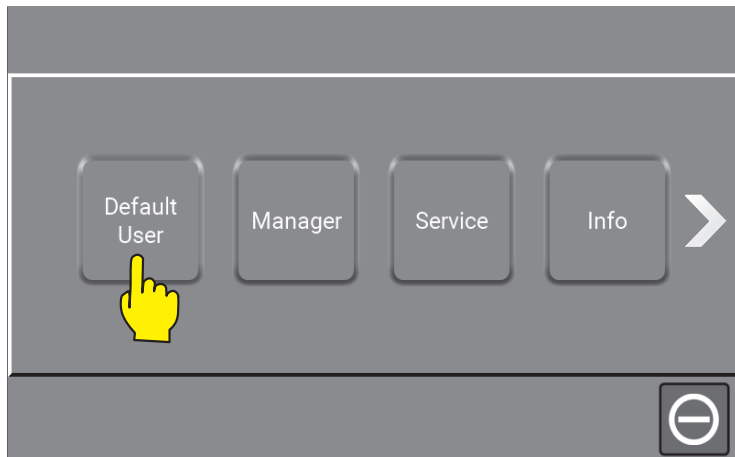 Default
User
Manager
Service
Info